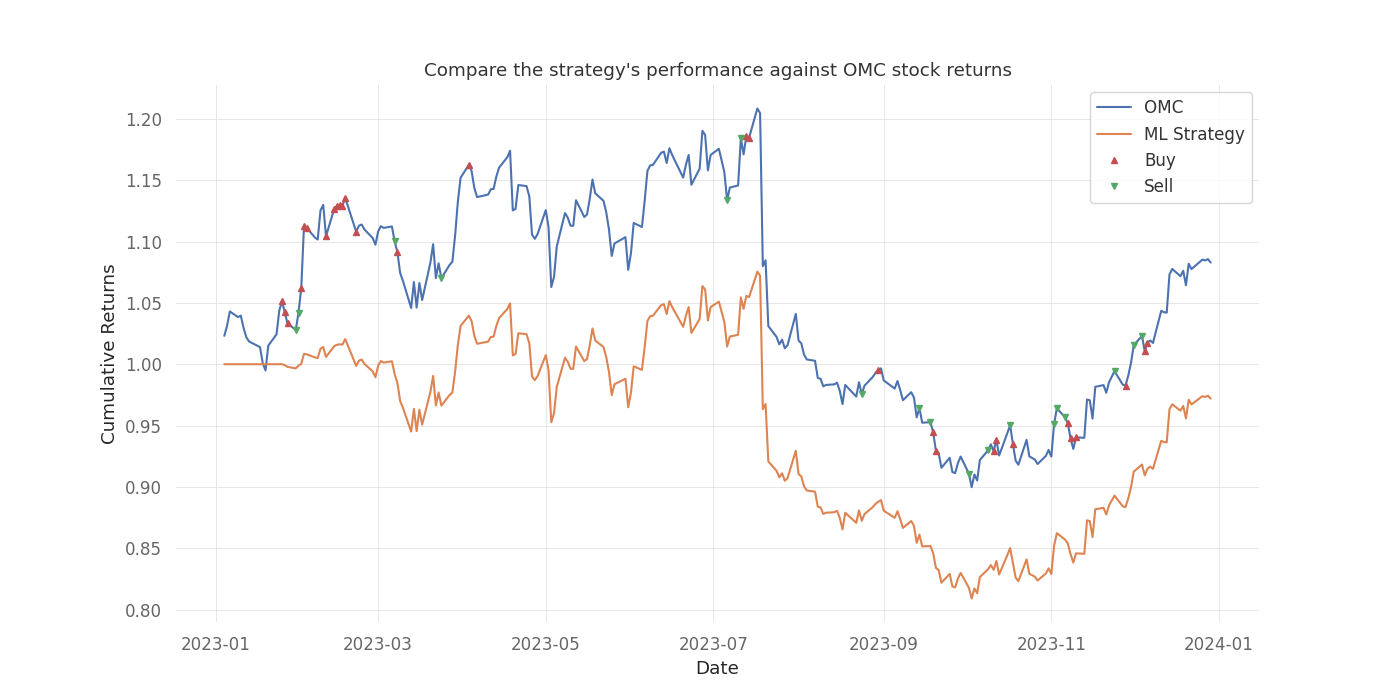 Compare the strategy's performance against OMC stock returns
OMC
ML Strategy
Buy
Sell
Cumulative Returns
1.20
1.15
1.10
1.05
1.00
0.95
0.90
0.85
0.80
2023-01
2023-03
2023-05
2023-07
2023-09
2023-11
2024-01
Date